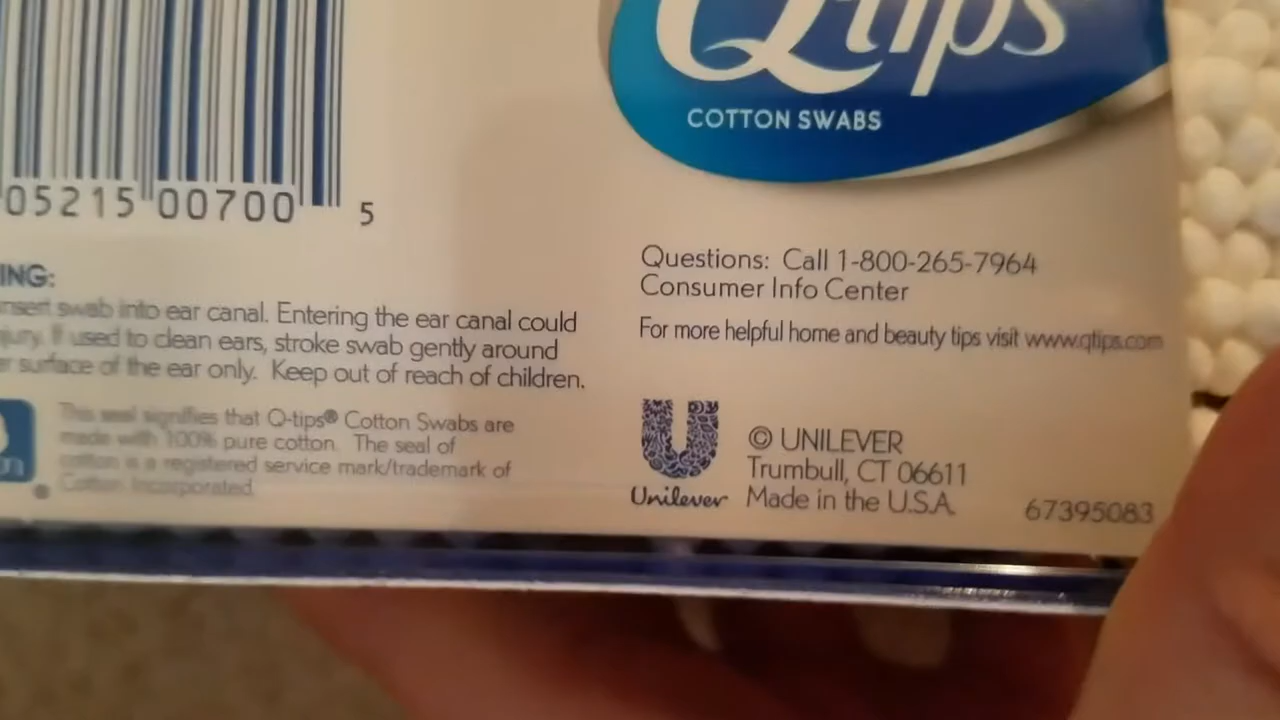 Qtips
COTTON SWABS
05215 00700 5
ING:
insert swab into ear canal. Entering the ear canal could
jury. If used to clean ears, stroke swab gently around
er surface of the ear only. Keep out of reach of children.
This seal signifies that Q-tips® Cotton Swabs are
made with 100% pure cotton. The seal of
cotton is a registered service mark/trademark of
Cotton Incorporated
Questions: Call 1-800-265-7964
Consumer Info Center
For more helpful home and beauty tips visit www.qtips.com
Unilever
© UNILEVER
Trumbull, CT 06611
Made in the U.S.A.
67395083